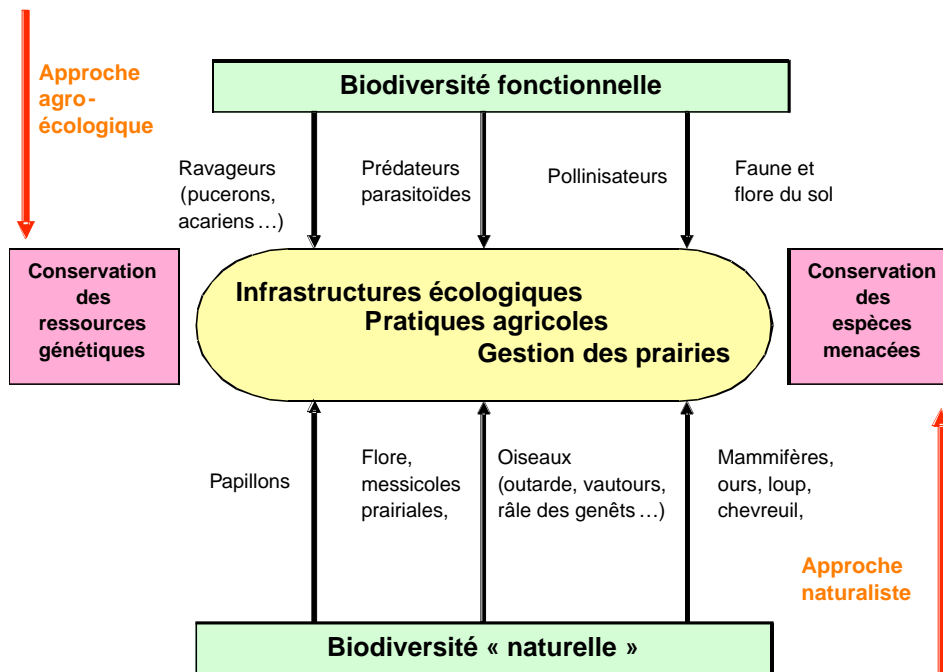 Approche
agro-
écologique
Biodiversité fonctionnelle
Ravageurs
(pucerons,
acariens …)
Prédateurs
parasitoïdes
Pollinisateurs
Faune et
flore du sol
Conservation
des
ressources
génétiques
Infrastructures écologiques
Pratiques agricoles
Gestion des prairies
Conservation
des
espèces
menacées
Papillons
Flore,
messicoles
prairiales,
Oiseaux
(outarde, vautours,
râle des genêts …)
Mammifères,
ours, loup,
chevreuil,
Approche
naturaliste
Biodiversité « naturelle »